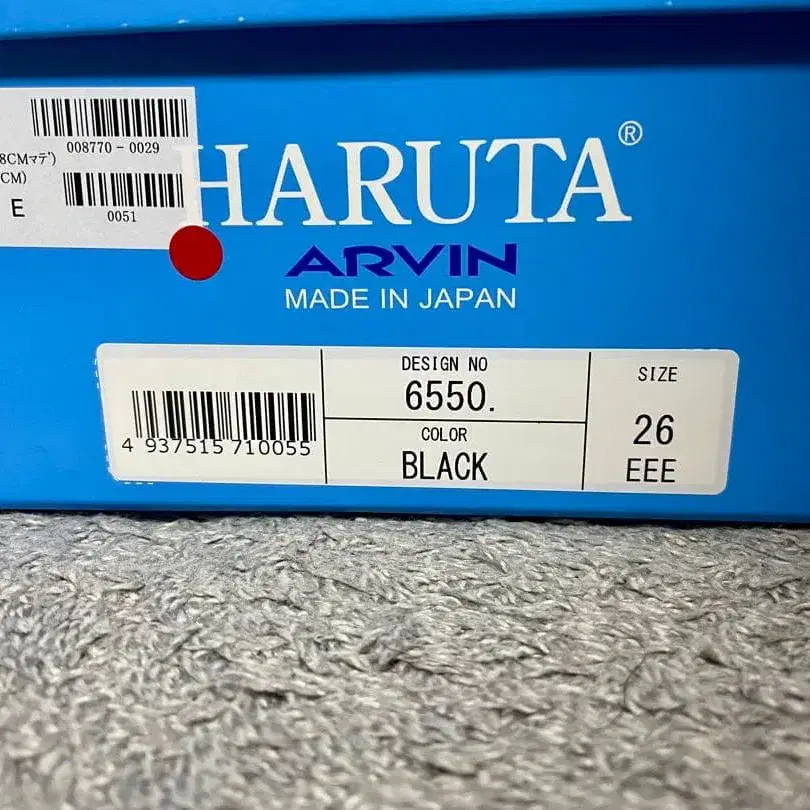 008770-0029
8CMマデ)
CM)
E
0051
HARUTA®
ARVIN
MADE IN JAPAN
4 937515 710055
DESIGN NO
6550.
COLOR
BLACK
SIZE
26
EEE